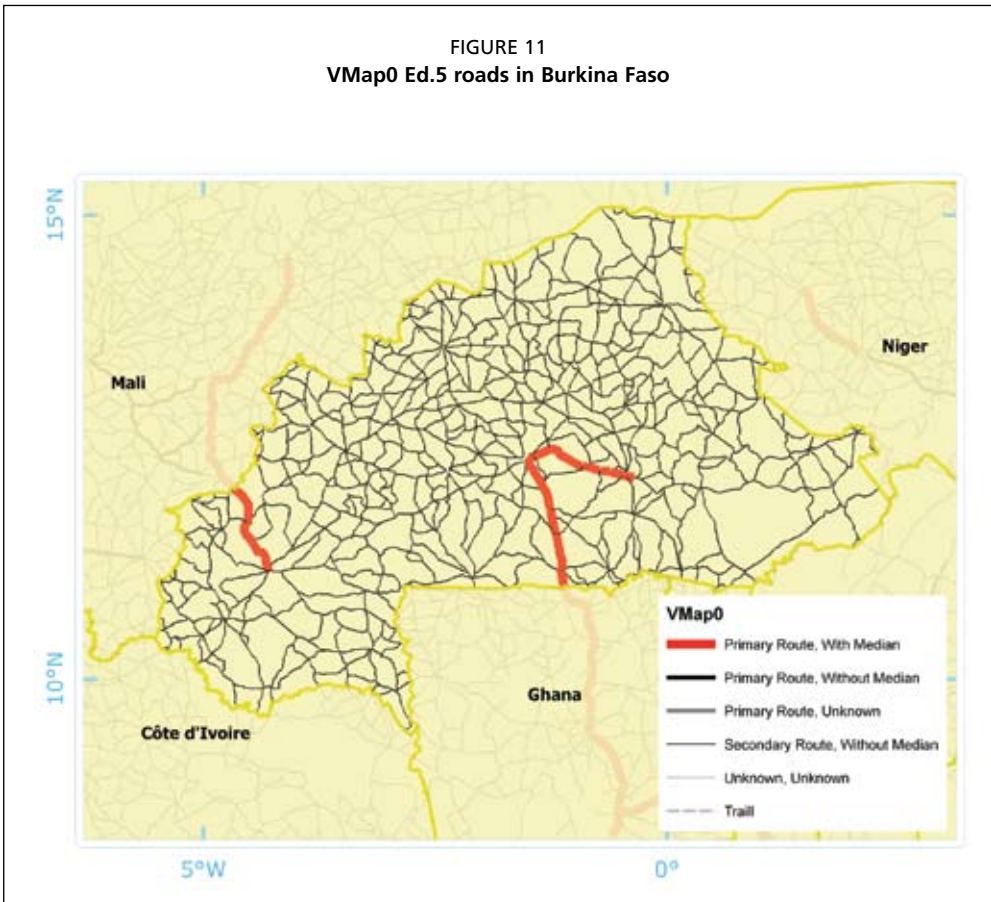 FIGURE 11
VMap0 Ed.5 roads in Burkina Faso
15°N
Niger
Mali
10°N
Ghana
Côte d'Ivoire
VMap0
Primary Route, With Median
Primary Route, Without Median
Primary Route, Unknown
Secondary Route, Without Median
Unknown, Unknown
Traill
5°W
0°